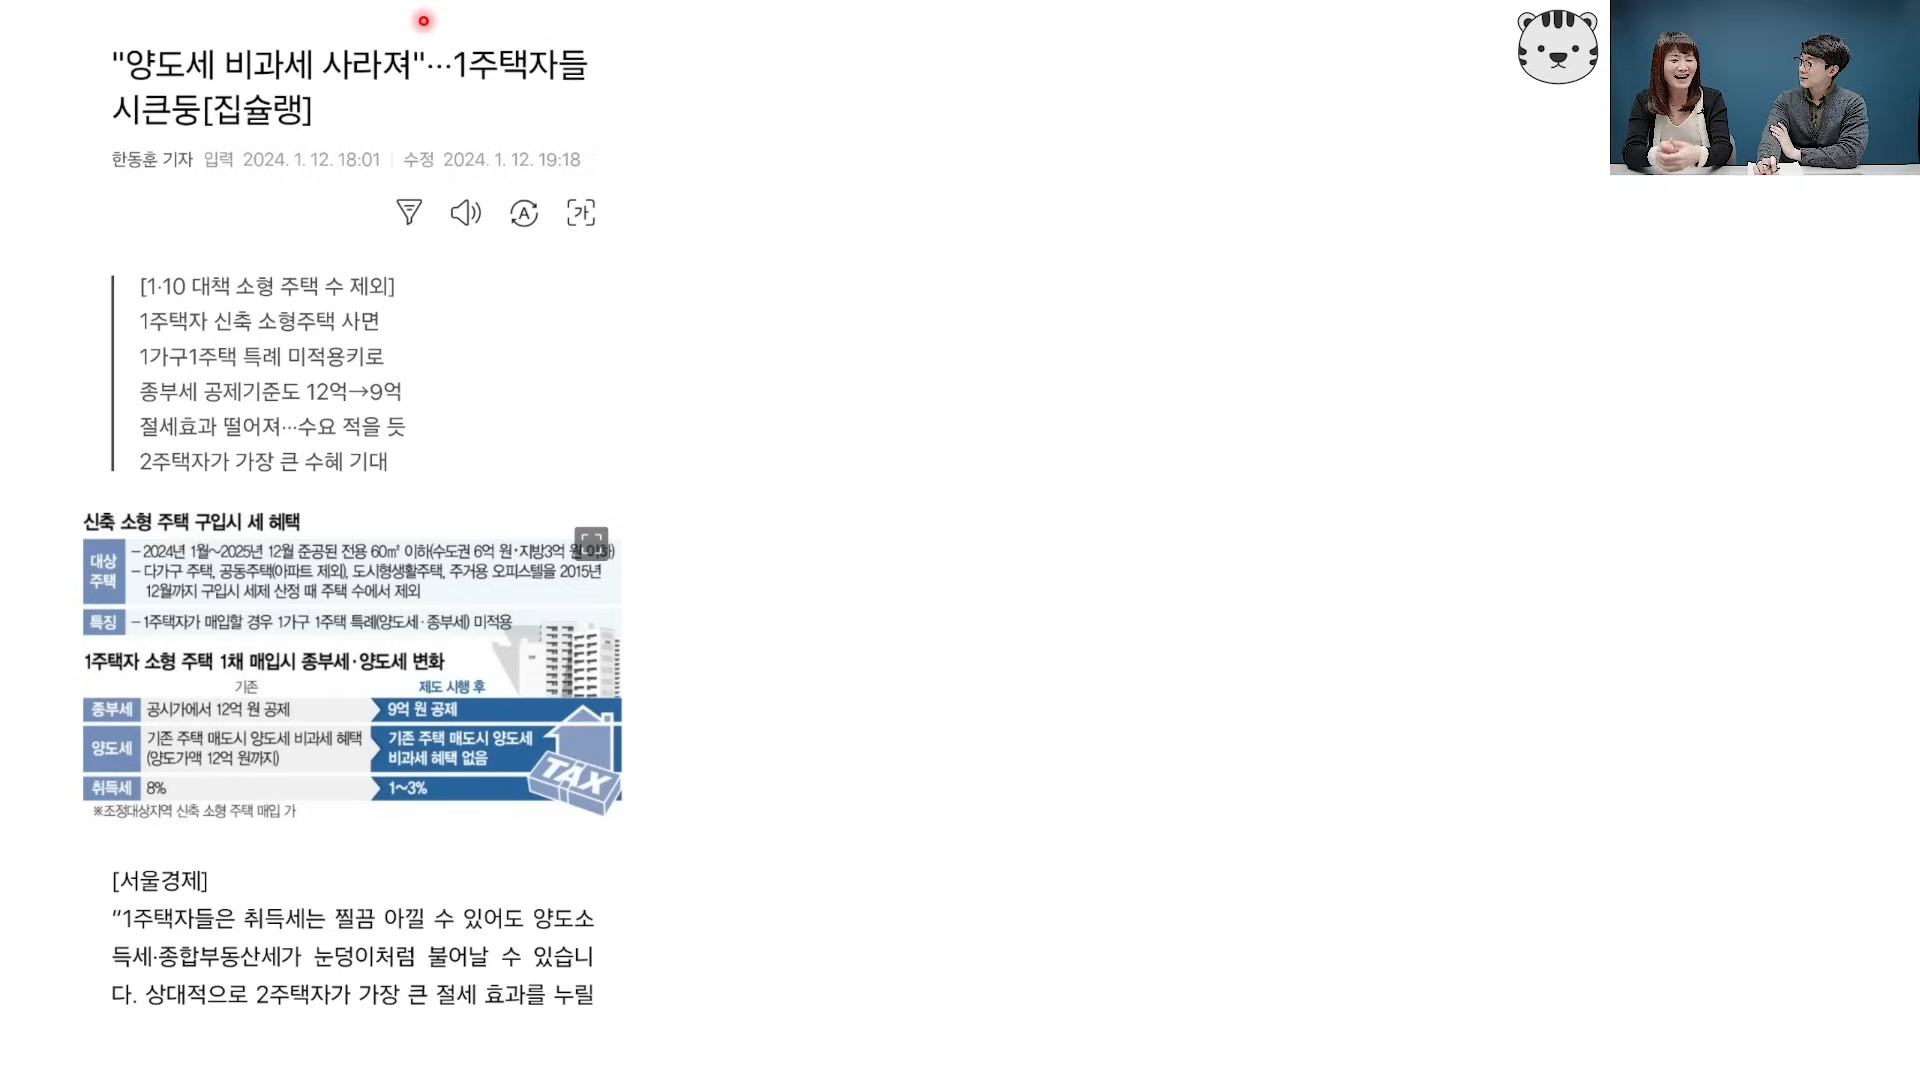 "양도세 비과세 사라져"…1주택자들
시큰둥[집슐랭]
한동훈 기자 입력 2024. 1. 12. 18:01 수정 2024. 1. 12. 19:18
가
[1·10 대책 소형 주택 수 제외]
1주택자 신축 소형주택 사면
1가구1주택 특례 미적용키로
종부세 공제기준도 12억→9억
절세효과 떨어져…수요 적을 듯
2주택자가 가장 큰 수혜 기대
신축 소형 주택 구입시 세 혜택
대상 주택
– 2024년 1월~2025년 12월 준공된 전용 60㎡ 이하(수도권 6억 원·지방3억 원 이하)
– 다가구 주택, 공동주택(아파트 제외), 도시형생활주택, 주거용 오피스텔을 2015년
12월까지 구입시 세제 산정 때 주택 수에서 제외
특징 – 1주택자가 매입할 경우 1가구 1주택 특례(양도세·종부세) 미적용
1주택자 소형 주택 1채 매입시 종부세·양도세 변화
기존 제도 시행 후
종부세 공시가에서 12억 원 공제 9억 원 공제
양도세 기존 주택 매도시 양도세 비과세 혜택 기존 주택 매도시 양도세
(양도가액 12억 원까지) 비과세 혜택 없음
TAX
취득세 8% 1~3%
※조정대상지역 신축 소형 주택 매입 가
[서울경제]
“1주택자들은 취득세는 찔끔 아낄 수 있어도 양도소
득세·종합부동산세가 눈덩이처럼 불어날 수 있습니
다. 상대적으로 2주택자가 가장 큰 절세 효과를 누릴